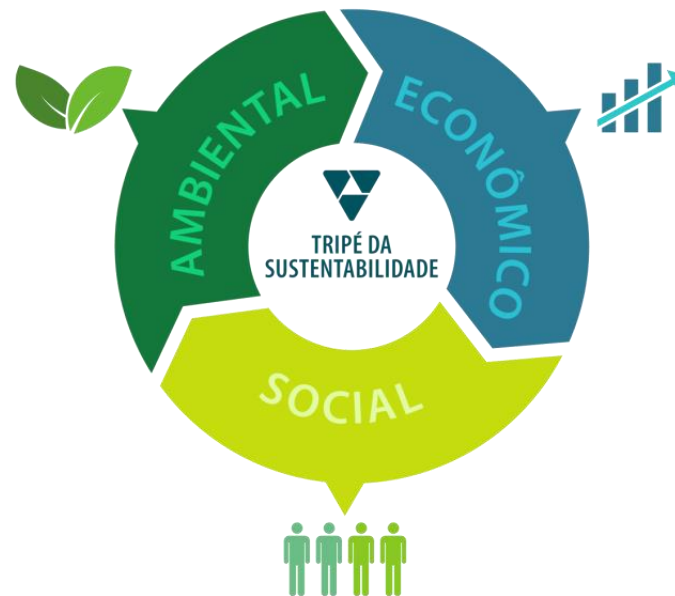 AMBIENTAL
ECONÔMICO
TRIPÉ DA
SUSTENTABILIDADE
SOCIAL